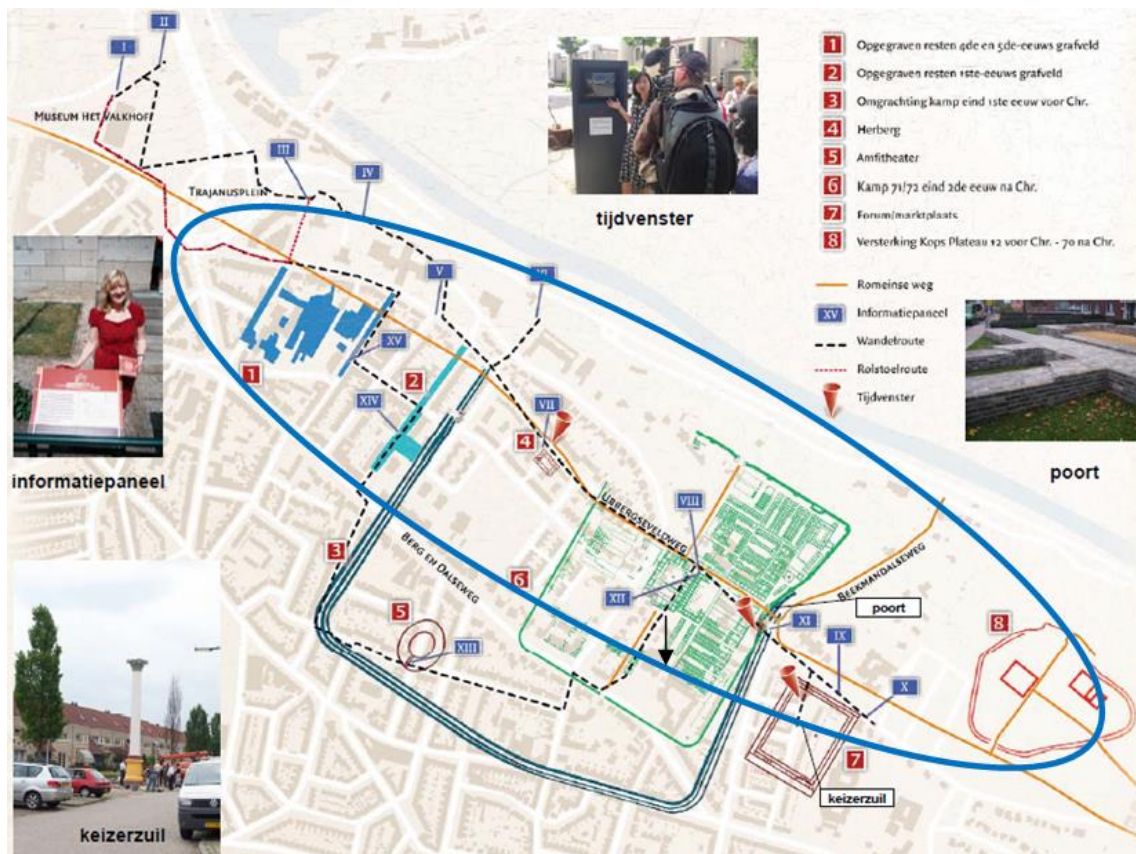 I
II
MUSEUM HET VALKHOFF
TRAJANUSPLEIN
III
IV
V
VI
XV
1
2
XIV
VII
4
3
BERG EN DALSEWEG
5
XIII
6
UBBERGSEVELDWEG
VIII
XII
BEEKMANDALSEWEG
poort
XI
IX
X
7
keizerzuil
8
tijdvenster
informatiepaneel
keizerzuil
poort
1 Opgegraven resten 4de en 5de-eeuws grafveld
2 Opgegraven resten 1ste-eeuws grafveld
3 Omgrachting kamp eind 1ste eeuw voor Chr.
4 Herberg
5 Amfitheater
6 Kamp 71/72 eind 2de eeuw na Chr.
7 Forum/marktplaats
8 Versterking Kops Plateau 12 voor Chr. - 70 na Chr.
Romeinse weg
XV Informatiepaneel
Wandelroute
Rolstoelroute
Tijdvenster